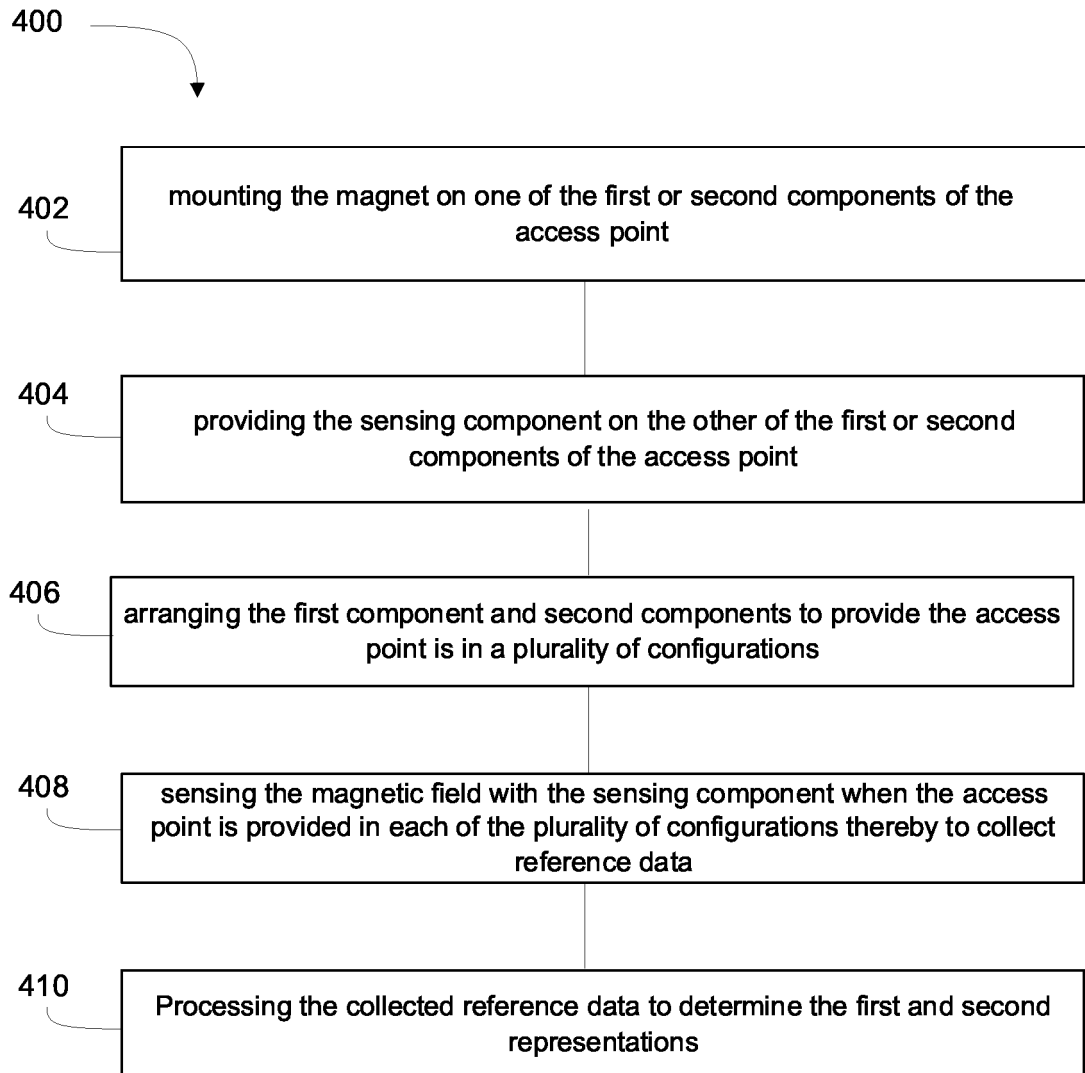 400
402
mounting the magnet on one of the first or second components of the
access point
404
providing the sensing component on the other of the first or second
components of the access point
406
arranging the first component and second components to provide the access
point is in a plurality of configurations
408
sensing the magnetic field with the sensing component when the access
point is provided in each of the plurality of configurations thereby to collect
reference data
410
Processing the collected reference data to determine the first and second
representations